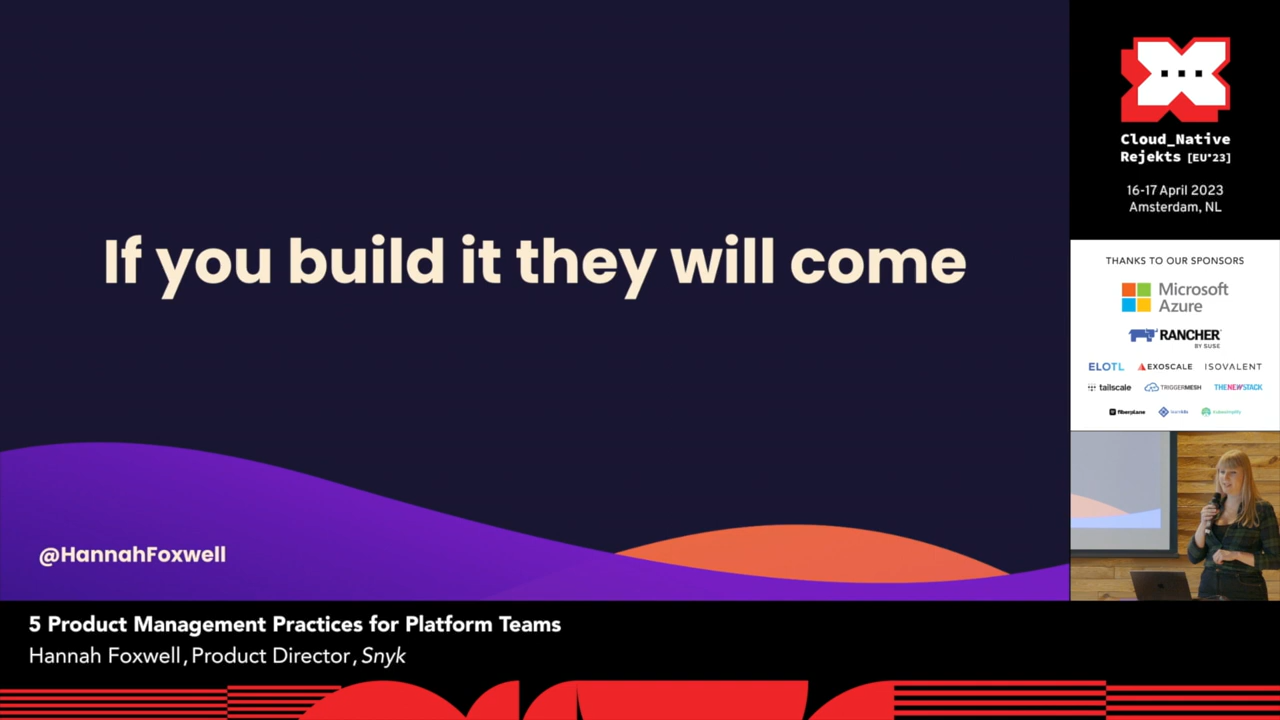 If you build it they will come
@HannahFoxwell
5 Product Management Practices for Platform Teams
Hannah Foxwell, Product Director, Snyk
Cloud_Native
Rejekts [EU'23]
16-17 April 2023
Amsterdam, NL
THANKS TO OUR SPONSORS
Microsoft
Azure
RANCHER
BY SUSE
ELOTL
EXOSCALE
ISOVALENT
tailscale
TRIGGERMESH
THENEWSTACK
fiberplane